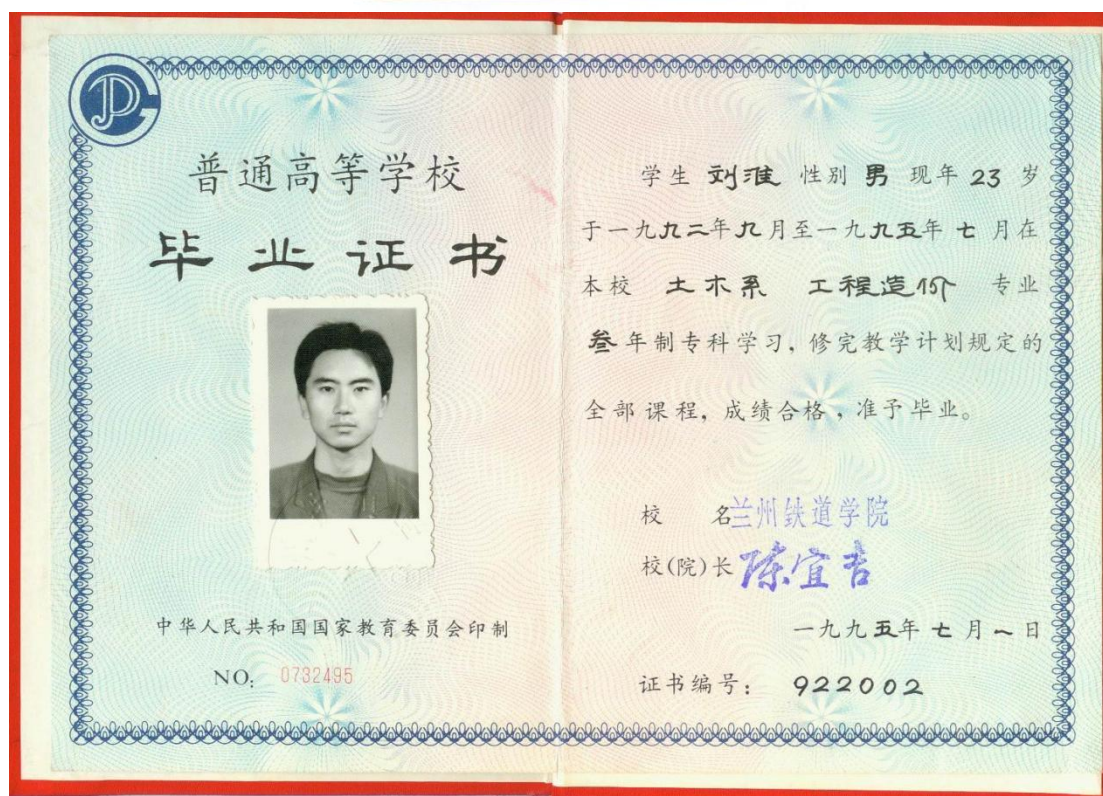 普通高等学校
毕业证书
中华人民共和国国家教育委员会印制
NO: 0732495
学生 刘淮 性别 男 现年 23 岁
于一九九二年九月至一九九五年 七 月在
本校 土木系 工程造价 专业
叁年制专科学习, 修完教学计划规定的
全部课程, 成绩合格, 准予毕业。
校 名兰州铁道学院
校(院)长 陈宜吉
一九九五年 七 月 一 日
证书编号: 922002